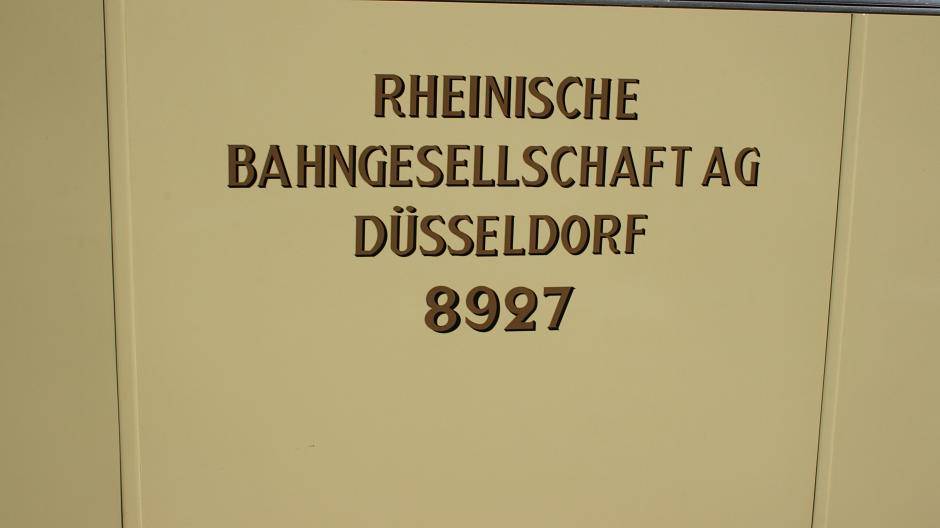 RHEINISCHE
BAHNGESELLSCHAFT AG
DÜSSELDORF
8927